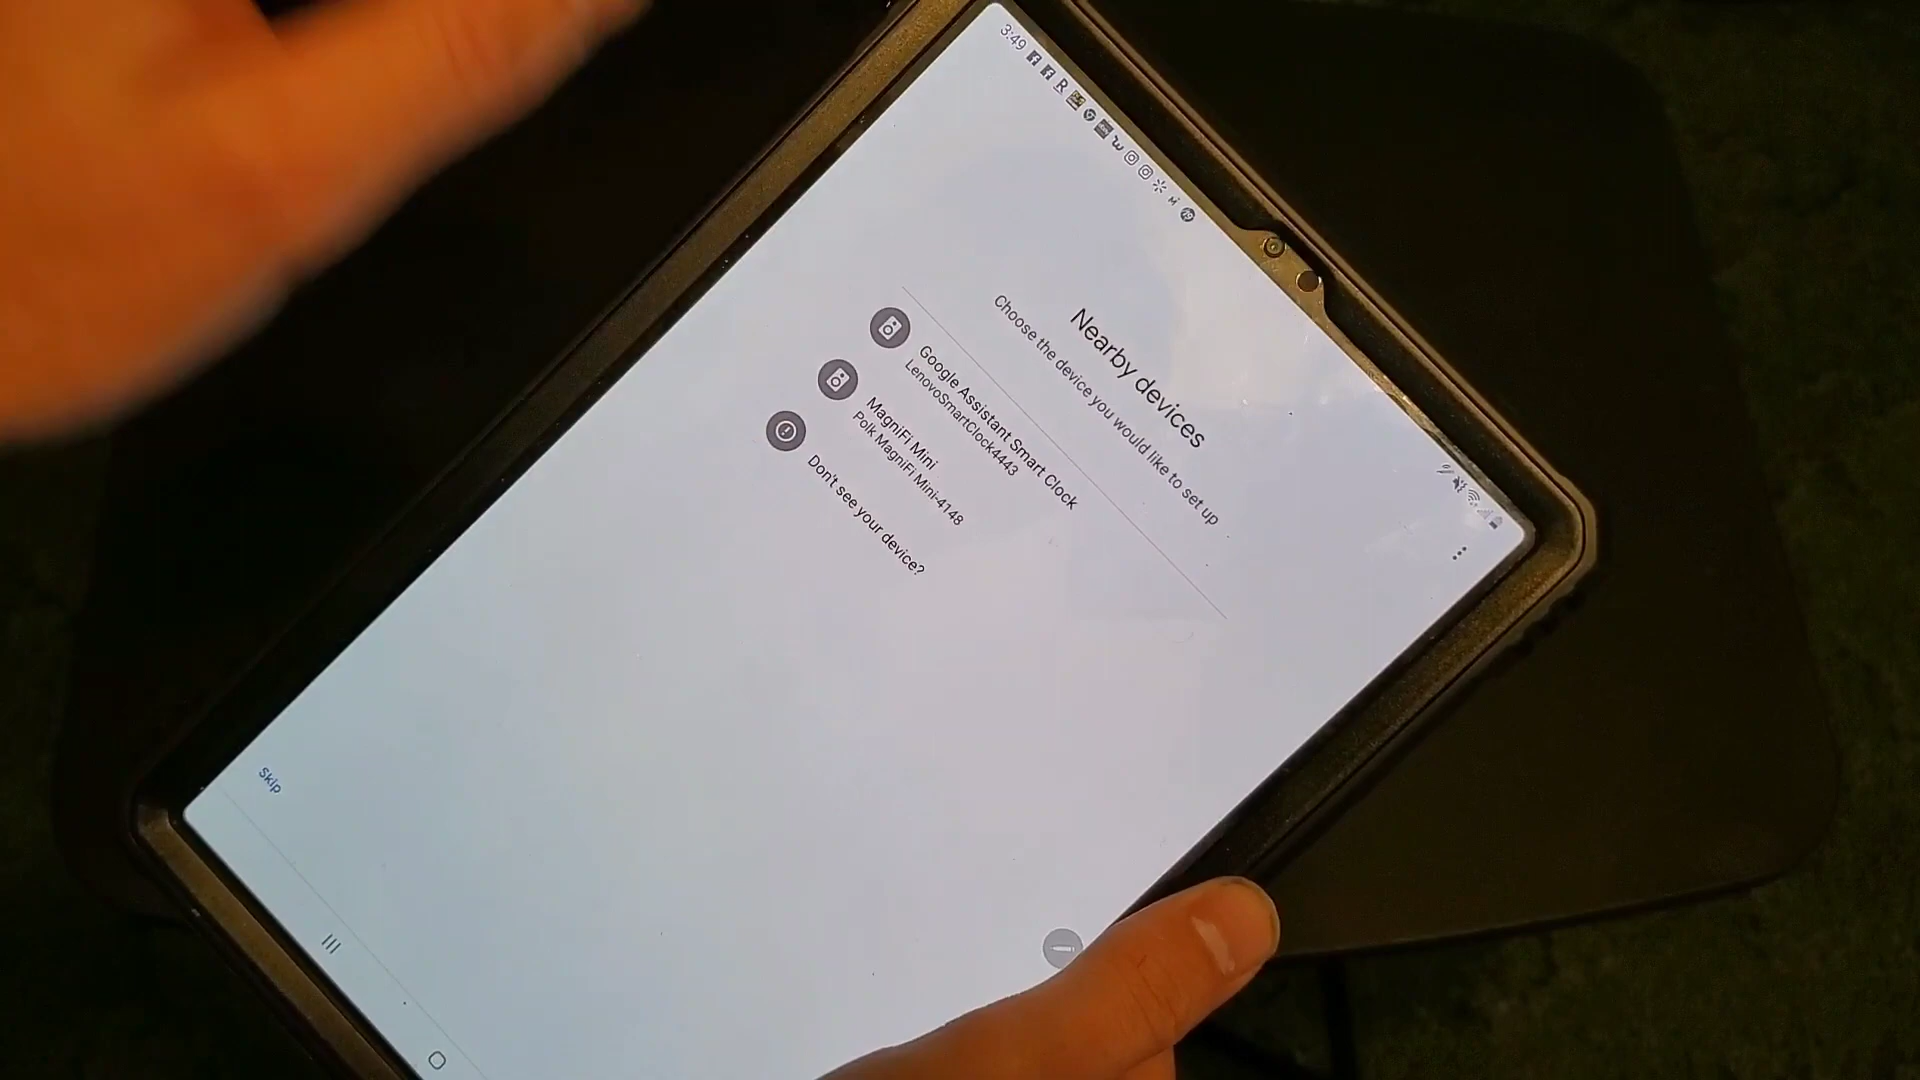 3:49
Nearby devices
Choose the device you would like to set up
Google Assistant Smart Clock
LenovoSmartClock4443
MagniFi Mini
Polk MagniFi Mini-4148
Don't see your device?
Skip